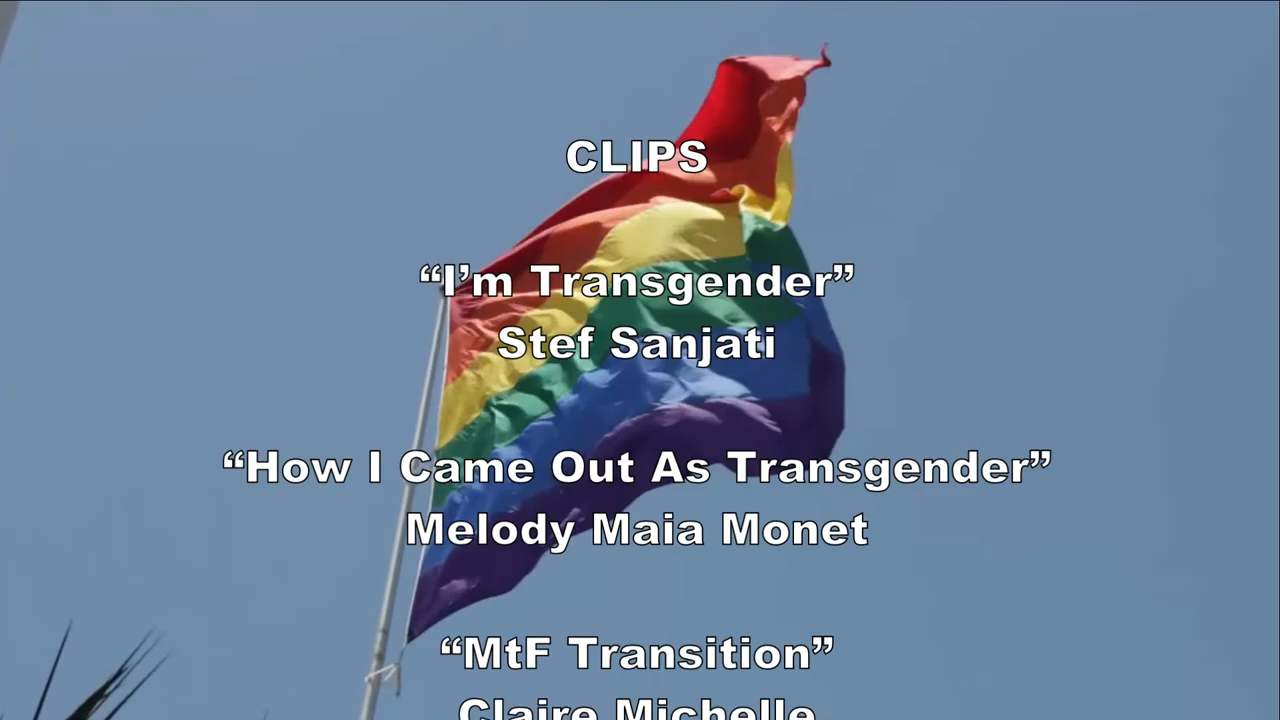 CLIPS
“I’m Transgender”
Stef Sanjati
“How I Came Out As Transgender”
Melody Maia Monet
“MtF Transition”
Claire Michelle